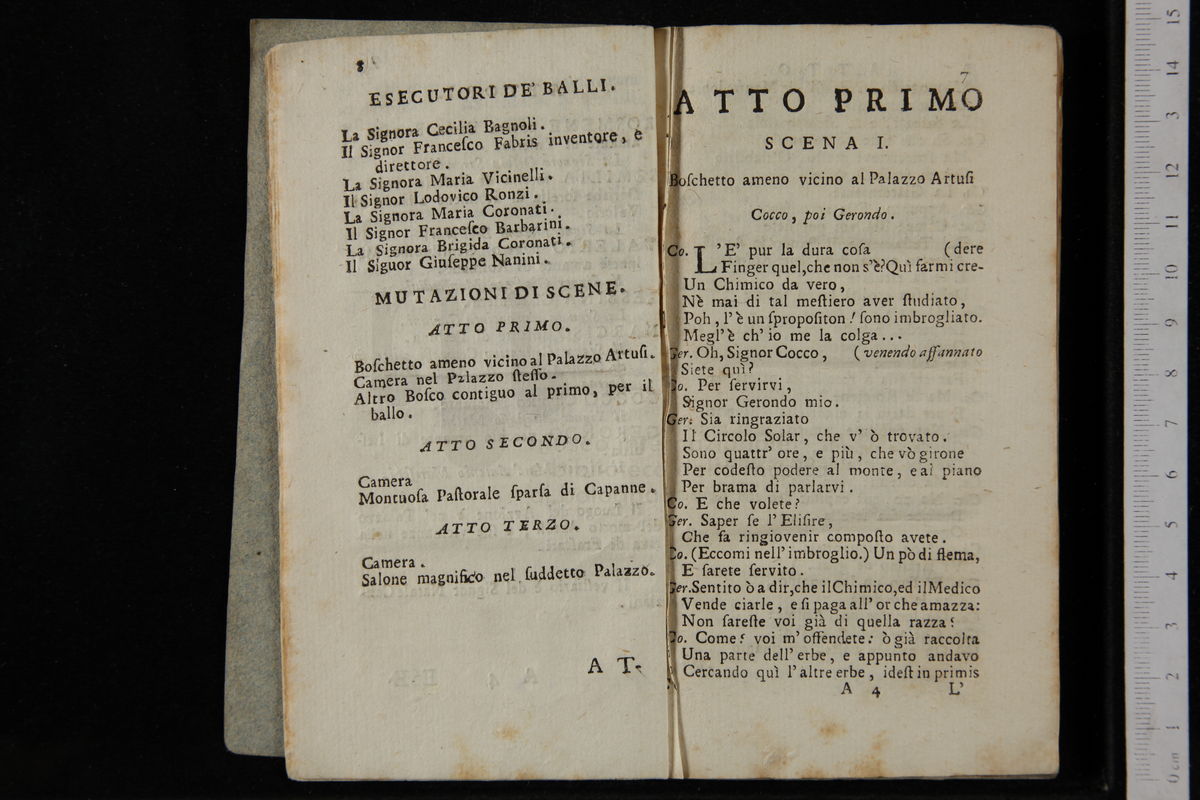 8
ESECUTORI DE' BALLI.
La Signora Cecilia Bagnoli.
Il Signor Franceſco Fabris inventore, è
direttore.
La Signora Maria Vicinelli.
Il Signor Lodovico Ronzi.
La Signora Maria Coronati.
Il Signor Franceſco Barbarini.
La Signora Brigida Coronati.
Il Siguor Giuſeppe Nanini.
MUTAZIONI DI SCENE.
ATTO PRIMO.
Boſchetto ameno vicino al Palazzo Artuſi.
Camera nel Palazzo ſteſſo.
Altro Boſco contiguo al primo, per il
ballo.
ATTO SECONDO.
Camera
Montuoſa Paſtorale ſparſa di Capanne.
ATTO TERZO.
Camera.
Salone magnifico nel ſuddetto Palazzo.
A T-
7
ATTO PRIMO
SCENA I.
Boſchetto ameno vicino al Palazzo Artuſi
Cocco, poi Gerondo.
Co. L'E' pur la dura coſa (dere
Finger quel, che non s'è? Quì farmi cre-
Un Chimico da vero,
Nè mai di tal meſtiero aver ſtudiato,
Poh, l'è un ſpropoſiton! ſono imbrogliato.
Megl'è ch' io me la colga...
Ger. Oh, Signor Cocco, (venendo affannato
Siete quì?
Co. Per ſervirvi,
Signor Gerondo mio.
Ger. Sia ringraziato
Il Circolo Solar, che v' ò trovato.
Sono quattr' ore, e più, che vò girone
Per codeſto podere al monte, e al piano
Per brama di parlarvi.
Co. E che volete?
Ger. Saper ſe l' Eliſire,
Che fa ringiovenir compoſto avete.
Co. (Eccomi nell' imbroglio.) Un pò di flema,
E ſarete ſervito.
Ger. Sentito ò a dir, che il Chimico, ed il Medico
Vende ciarle, e ſi paga all' or che amazza:
Non ſareſte voi già di quella razza?
Co. Come? voi m' offendete: ò già raccolta
Una parte dell' erbe, e appunto andavo
Cercando quì l' altre erbe, ideſt in primis
A 4 L'